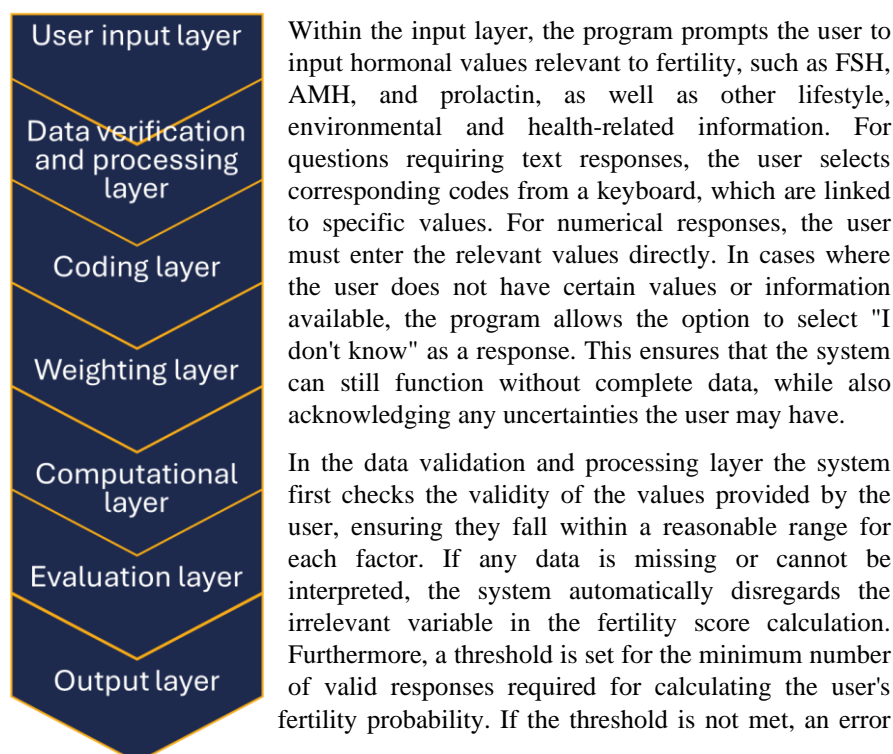 User input layer
Data verification
and processing
layer
Coding layer
Weighting layer
Computational
layer
Evaluation layer
Output layer
Within the input layer, the program prompts the user to
input hormonal values relevant to fertility, such as FSH,
AMH, and prolactin, as well as other lifestyle,
environmental and health-related information. For
questions requiring text responses, the user selects
corresponding codes from a keyboard, which are linked
to specific values. For numerical responses, the user
must enter the relevant values directly. In cases where
the user does not have certain values or information
available, the program allows the option to select "I
don't know" as a response. This ensures that the system
can still function without complete data, while also
acknowledging any uncertainties the user may have.
In the data validation and processing layer the system
first checks the validity of the values provided by the
user, ensuring they fall within a reasonable range for
each factor. If any data is missing or cannot be
interpreted, the system automatically disregards the
irrelevant variable in the fertility score calculation.
Furthermore, a threshold is set for the minimum number
of valid responses required for calculating the user's
fertility probability. If the threshold is not met, an error